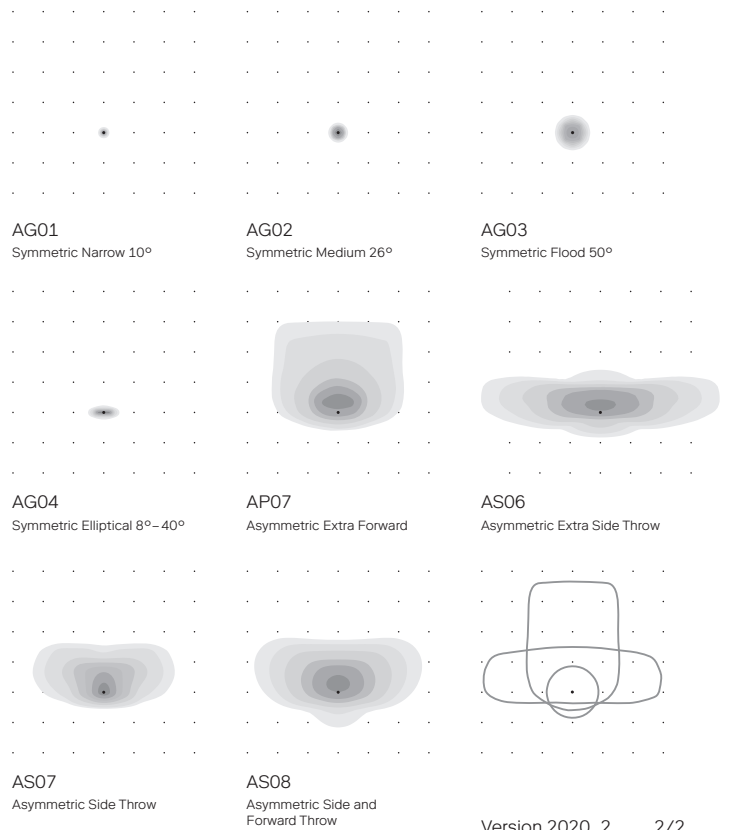 AG01
Symmetric Narrow 10°
AG02
Symmetric Medium 26°
AG03
Symmetric Flood 50°
AG04
Symmetric Elliptical 8°–40°
AP07
Asymmetric Extra Forward
AS06
Asymmetric Extra Side Throw
AS07
Asymmetric Side Throw
AS08
Asymmetric Side and
Forward Throw
Version 2020_2 2/2